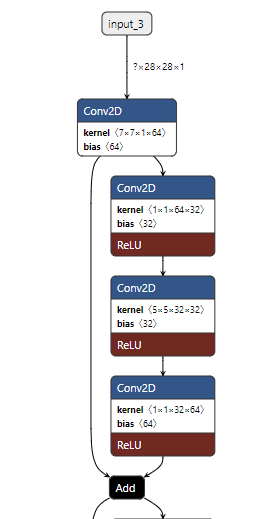 input_3
?×28×28×1
Conv2D
kernel ⟨7×7×1×64⟩
bias ⟨64⟩
Conv2D
kernel ⟨1×1×64×32⟩
bias ⟨32⟩
ReLU
Conv2D
kernel ⟨5×5×32×32⟩
bias ⟨32⟩
ReLU
Conv2D
kernel ⟨1×1×32×64⟩
bias ⟨64⟩
ReLU
Add